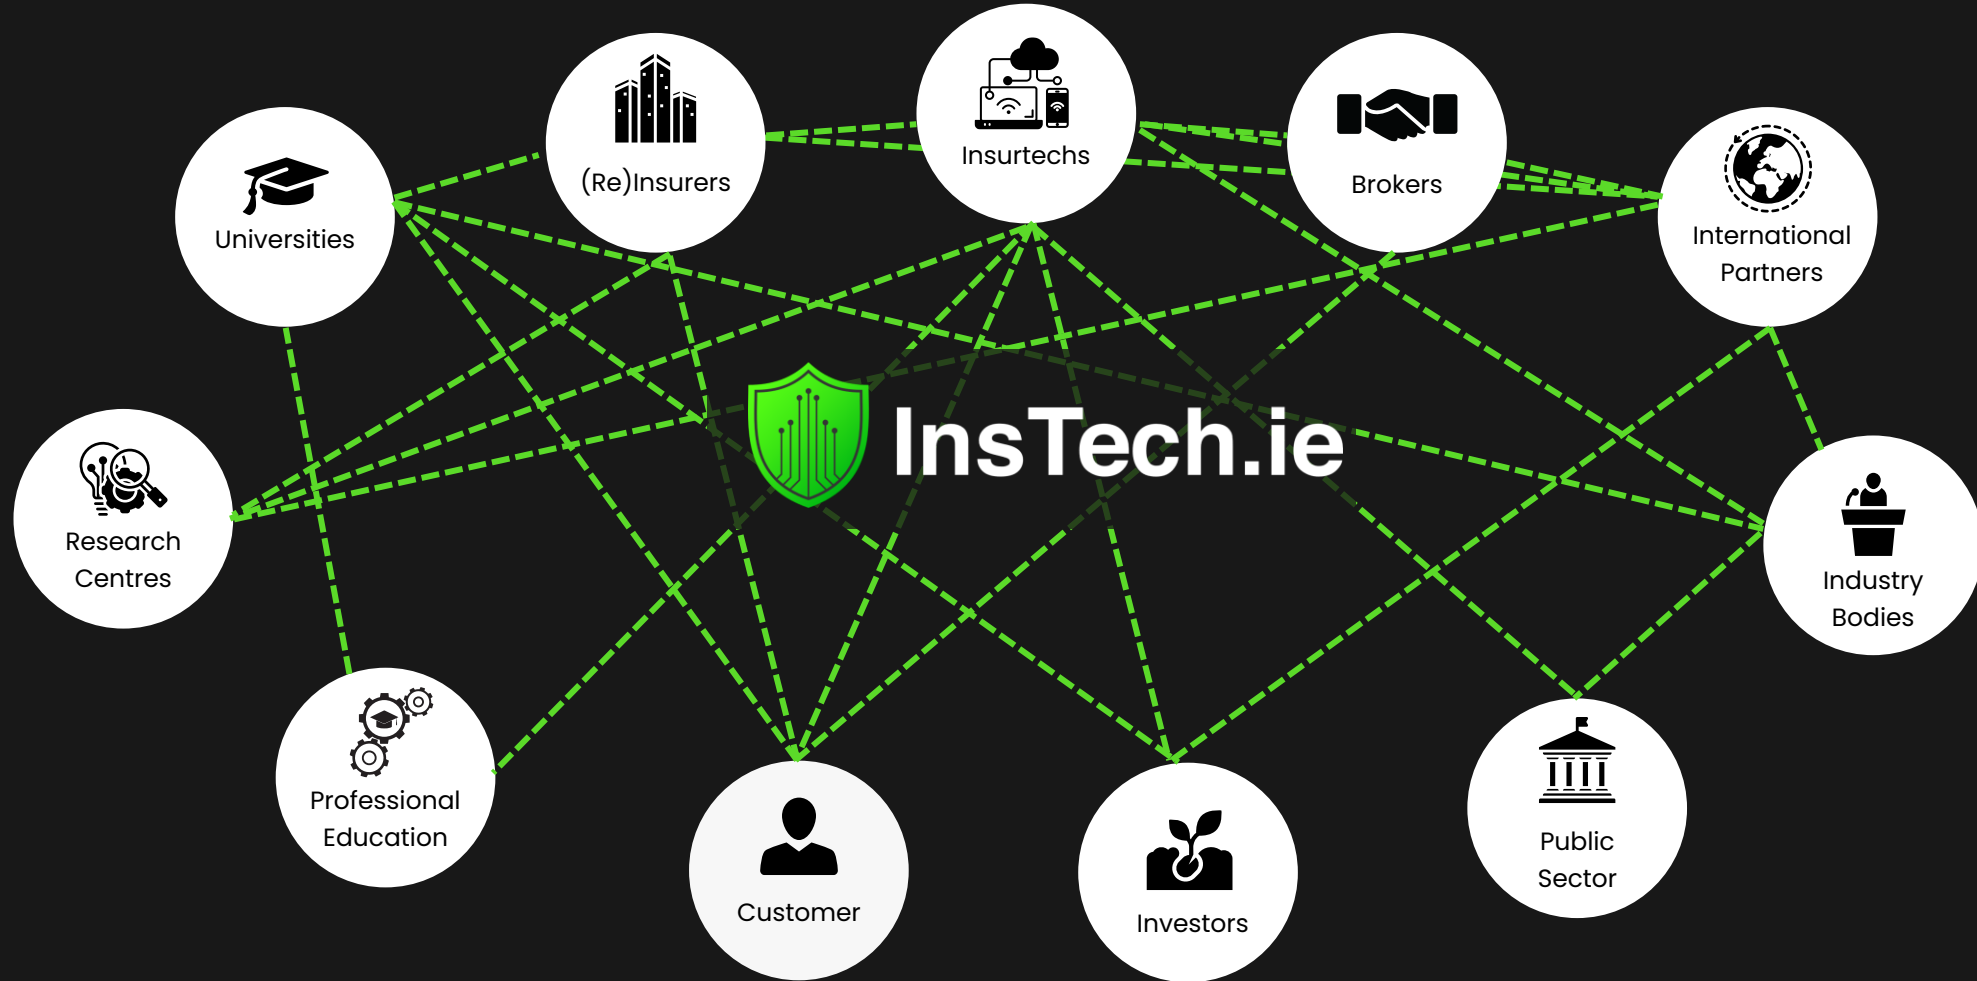 Insurtechs
(Re)Insurers
Brokers
Universities
International
Partners
InsTech.ie
Research
Centres
Industry
Bodies
Professional
Education
Public
Sector
Customer
Investors